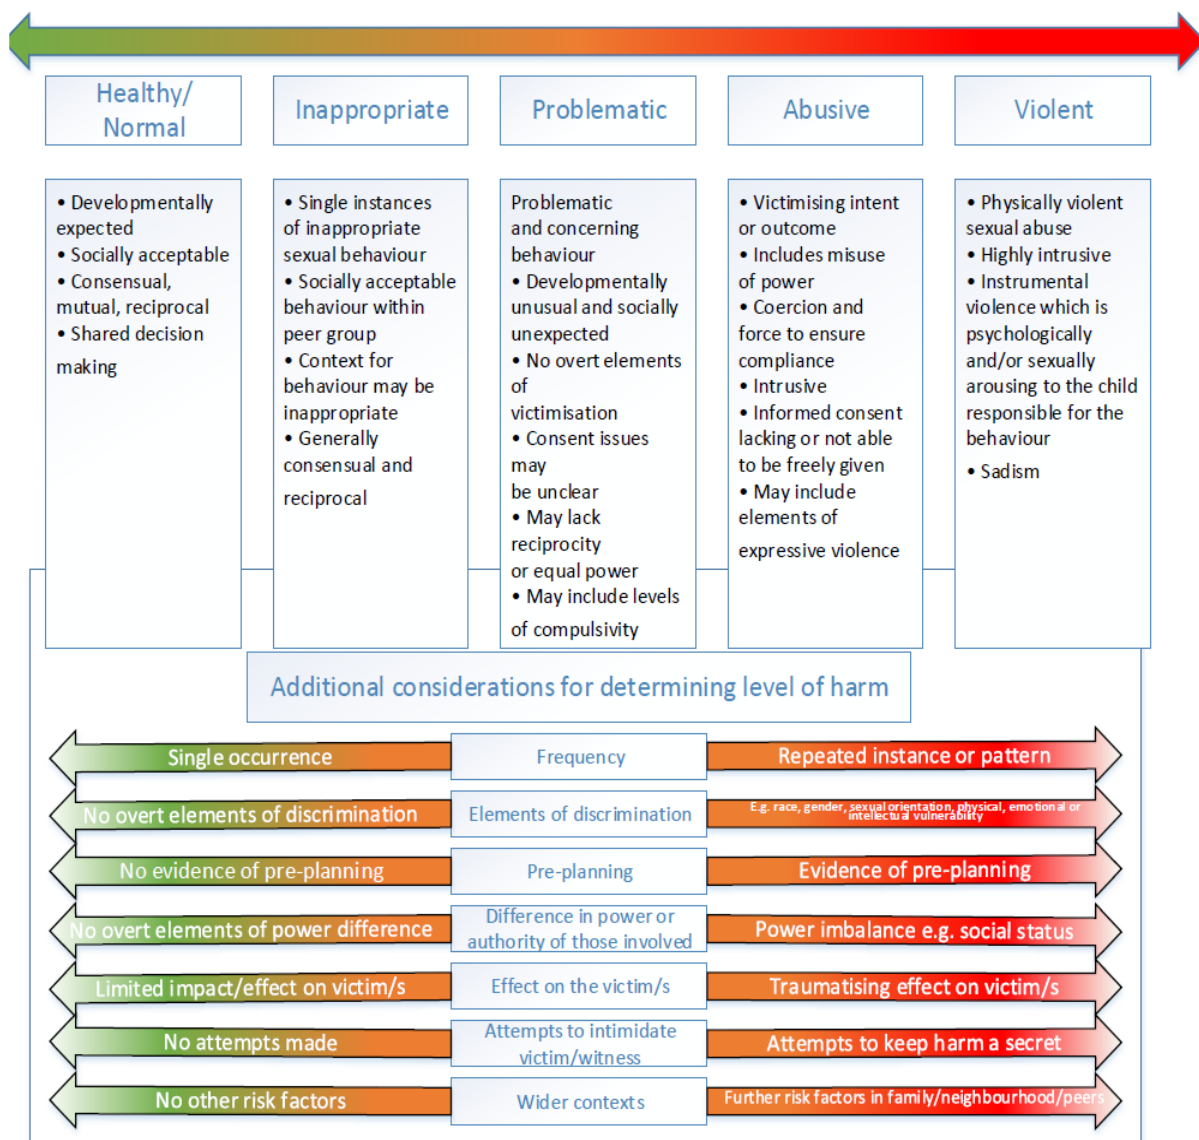 Healthy/
Normal
Inappropriate
Problematic
Abusive
Violent
• Developmentally
expected
• Socially acceptable
• Consensual,
mutual, reciprocal
• Shared decision
making
• Single instances
of inappropriate
sexual behaviour
• Socially acceptable
behaviour within
peer group
• Context for
behaviour may be
inappropriate
• Generally
consensual and
reciprocal
Problematic
and concerning
behaviour
• Developmentally
unusual and socially
unexpected
• No overt elements
of
victimisation
• Consent issues
may
be unclear
• May lack
reciprocity
or equal power
• May include levels
of compulsivity
• Victimising intent
or outcome
• Includes misuse
of power
• Coercion and
force to ensure
compliance
• Intrusive
• Informed consent
lacking or not able
to be freely given
• May include
elements of
expressive violence
• Physically violent
sexual abuse
• Highly intrusive
• Instrumental
violence which is
psychologically
and/or sexually
arousing to the child
responsible for the
behaviour
• Sadism
Additional considerations for determining level of harm
Single occurrence
Frequency
Repeated instance or pattern
No overt elements of discrimination
Elements of discrimination
E.g. race, gender, sexual orientation, physical, emotional or
intellectual vulnerability
No evidence of pre-planning
Pre-planning
Evidence of pre-planning
No overt elements of power difference
Difference in power or
authority of those involved
Power imbalance e.g. social status
Limited impact/effect on victim/s
Effect on the victim/s
Traumatising effect on victim/s
No attempts made
Attempts to intimidate
victim/witness
Attempts to keep harm a secret
No other risk factors
Wider contexts
Further risk factors in family/neighbourhood/peers